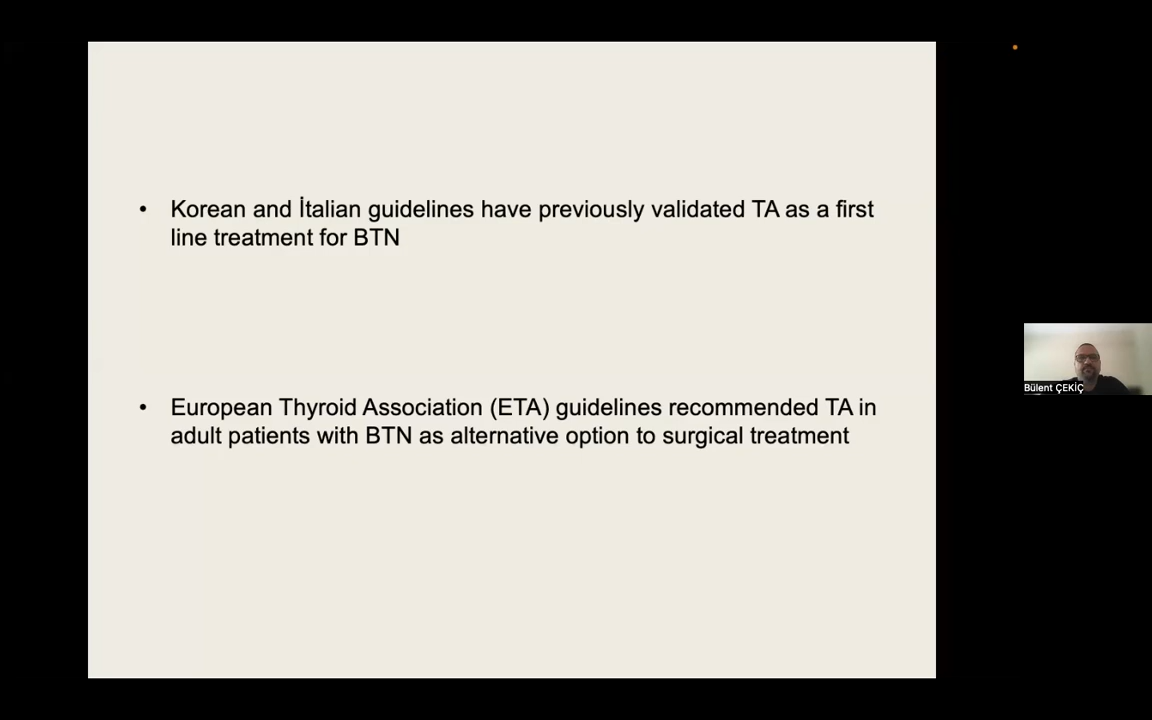 • Korean and İtalian guidelines have previously validated TA as a first
line treatment for BTN
• European Thyroid Association (ETA) guidelines recommended TA in
adult patients with BTN as alternative option to surgical treatment
Bülent ÇEKİÇ